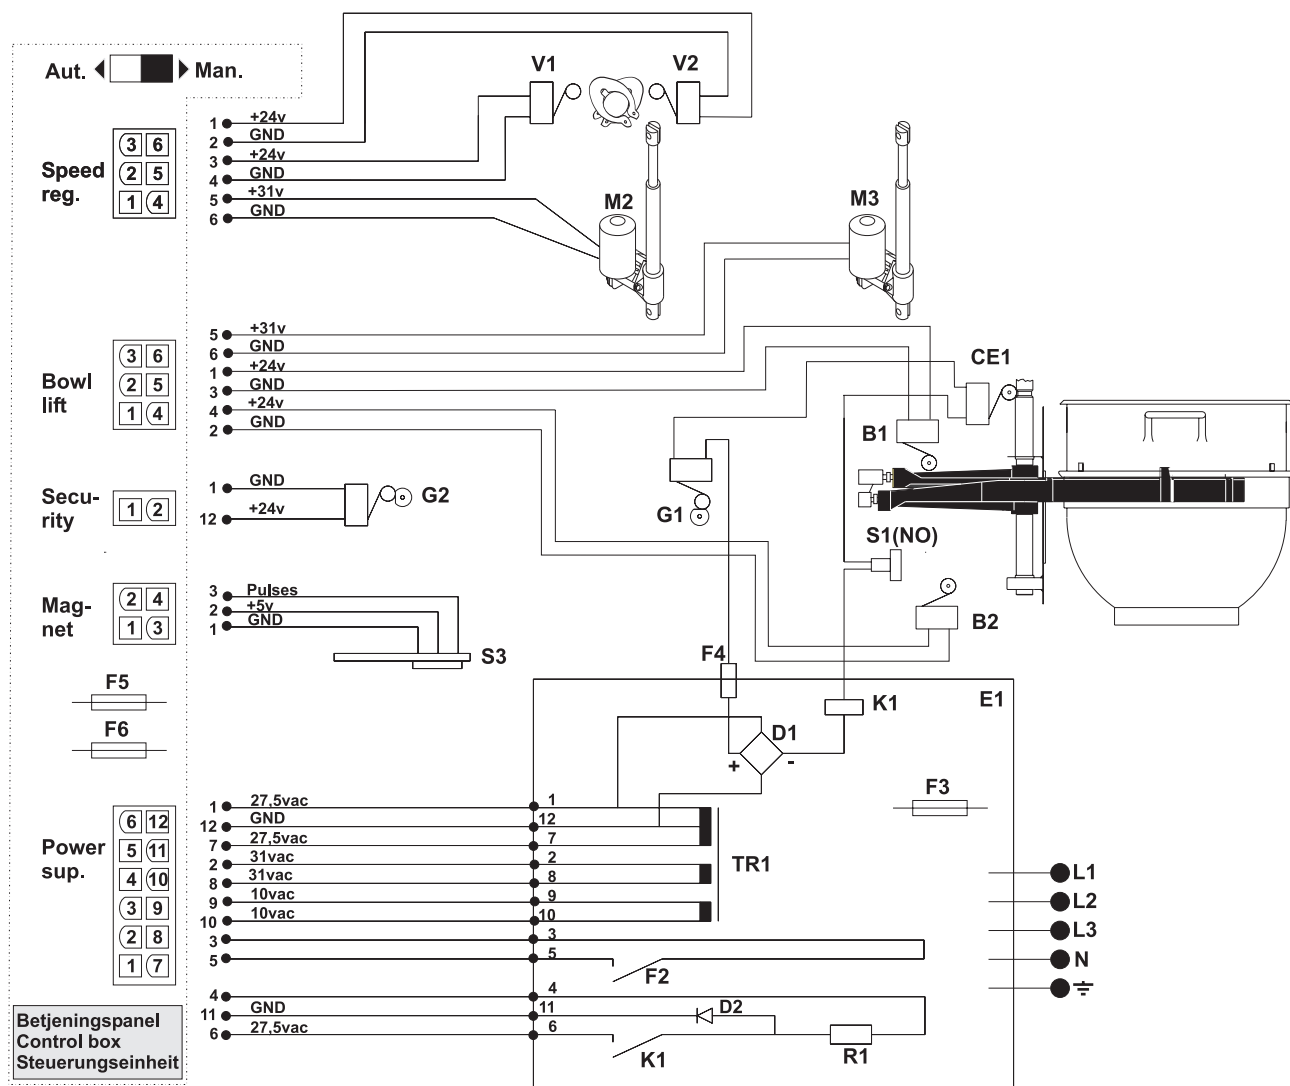 Aut.
Man.
V1
V2
1 +24v
2 GND
3 +24v
4 GND
5 +31v
6 GND
Speed
reg.
3 6
2 5
1 4
M2
M3
5 +31v
6 GND
1 +24v
3 GND
4 +24v
2 GND
Bowl
lift
3 6
2 5
1 4
CE1
B1
G1
S1(NO)
B2
Secu-
rity
1 2
1 GND
12 +24v
G2
Mag-
net
2 4
1 3
3 Pulses
2 +5v
1 GND
S3
F5
F6
F4
K1
E1
D1
+ -
F3
Power
sup.
6 12
5 11
4 10
3 9
2 8
1 7
1 27,5vac 1
12 GND 12
7 27,5vac 7
2 31vac 2
8 31vac 8
9 10vac 9
10 10vac 10
3 3
5 5
TR1
F2
4 4
11 GND 11
6 27,5vac 6
D2
K1
R1
L1
L2
L3
N
Betjeningspanel
Control box
Steuerungseinheit